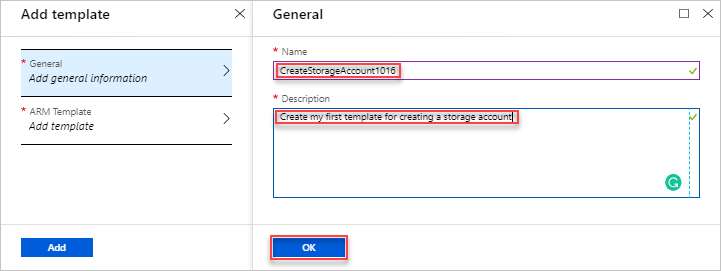 Add template
* General
Add general information
* ARM Template
Add template
Add
General
* Name
CreateStorageAccount1016
* Description
Create my first template for creating a storage account
OK